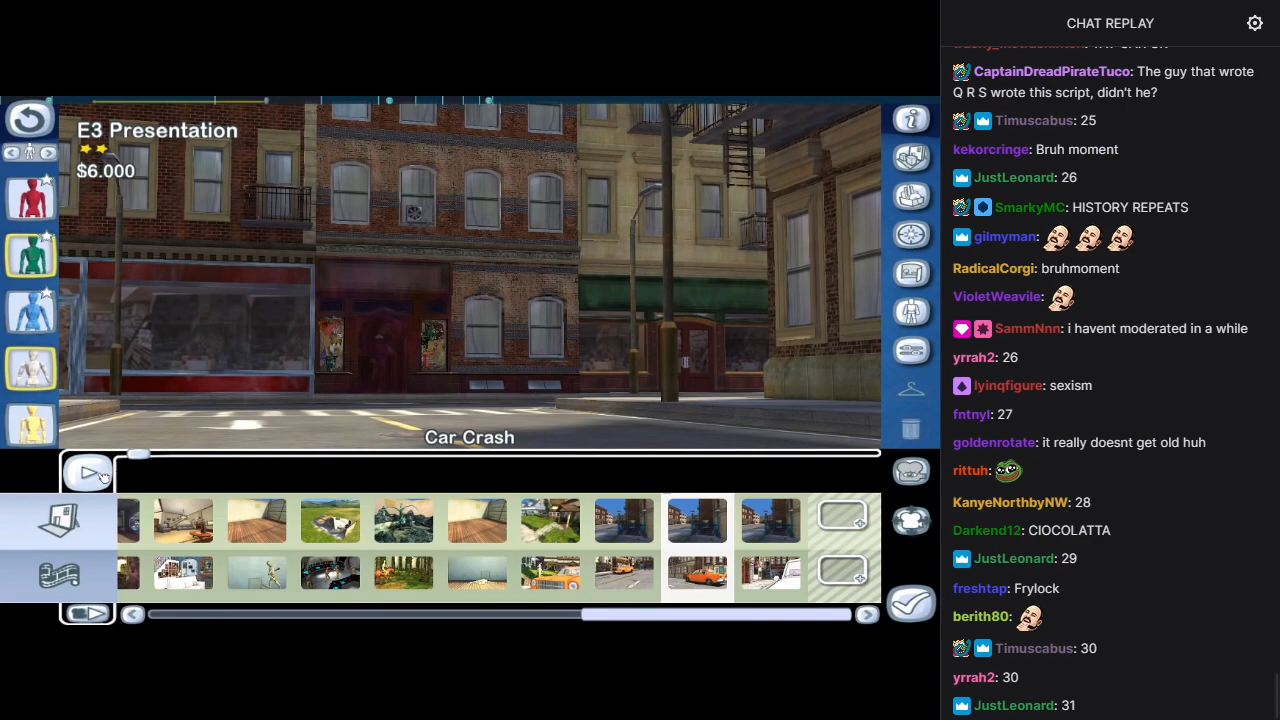 E3 Presentation
$6.000
Car Crash
CHAT REPLAY
CaptainDreadPirateTuco: The guy that wrote
Q R S wrote this script, didn't he?
Timuscabus: 25
kekorcringe: Bruh moment
JustLeonard: 26
SmarkyMC: HISTORY REPEATS
gilmyman:
RadicalCorgi: bruhmoment
VioletWeavile:
SammNnn: i havent moderated in a while
yrrah2: 26
lyinqfigure: sexism
fntnyl: 27
goldenrotate: it really doesnt get old huh
rittuh:
KanyeNorthbyNW: 28
Darkend12: CIOCOLATTA
JustLeonard: 29
freshtap: Frylock
berith80:
Timuscabus: 30
yrrah2: 30
JustLeonard: 31